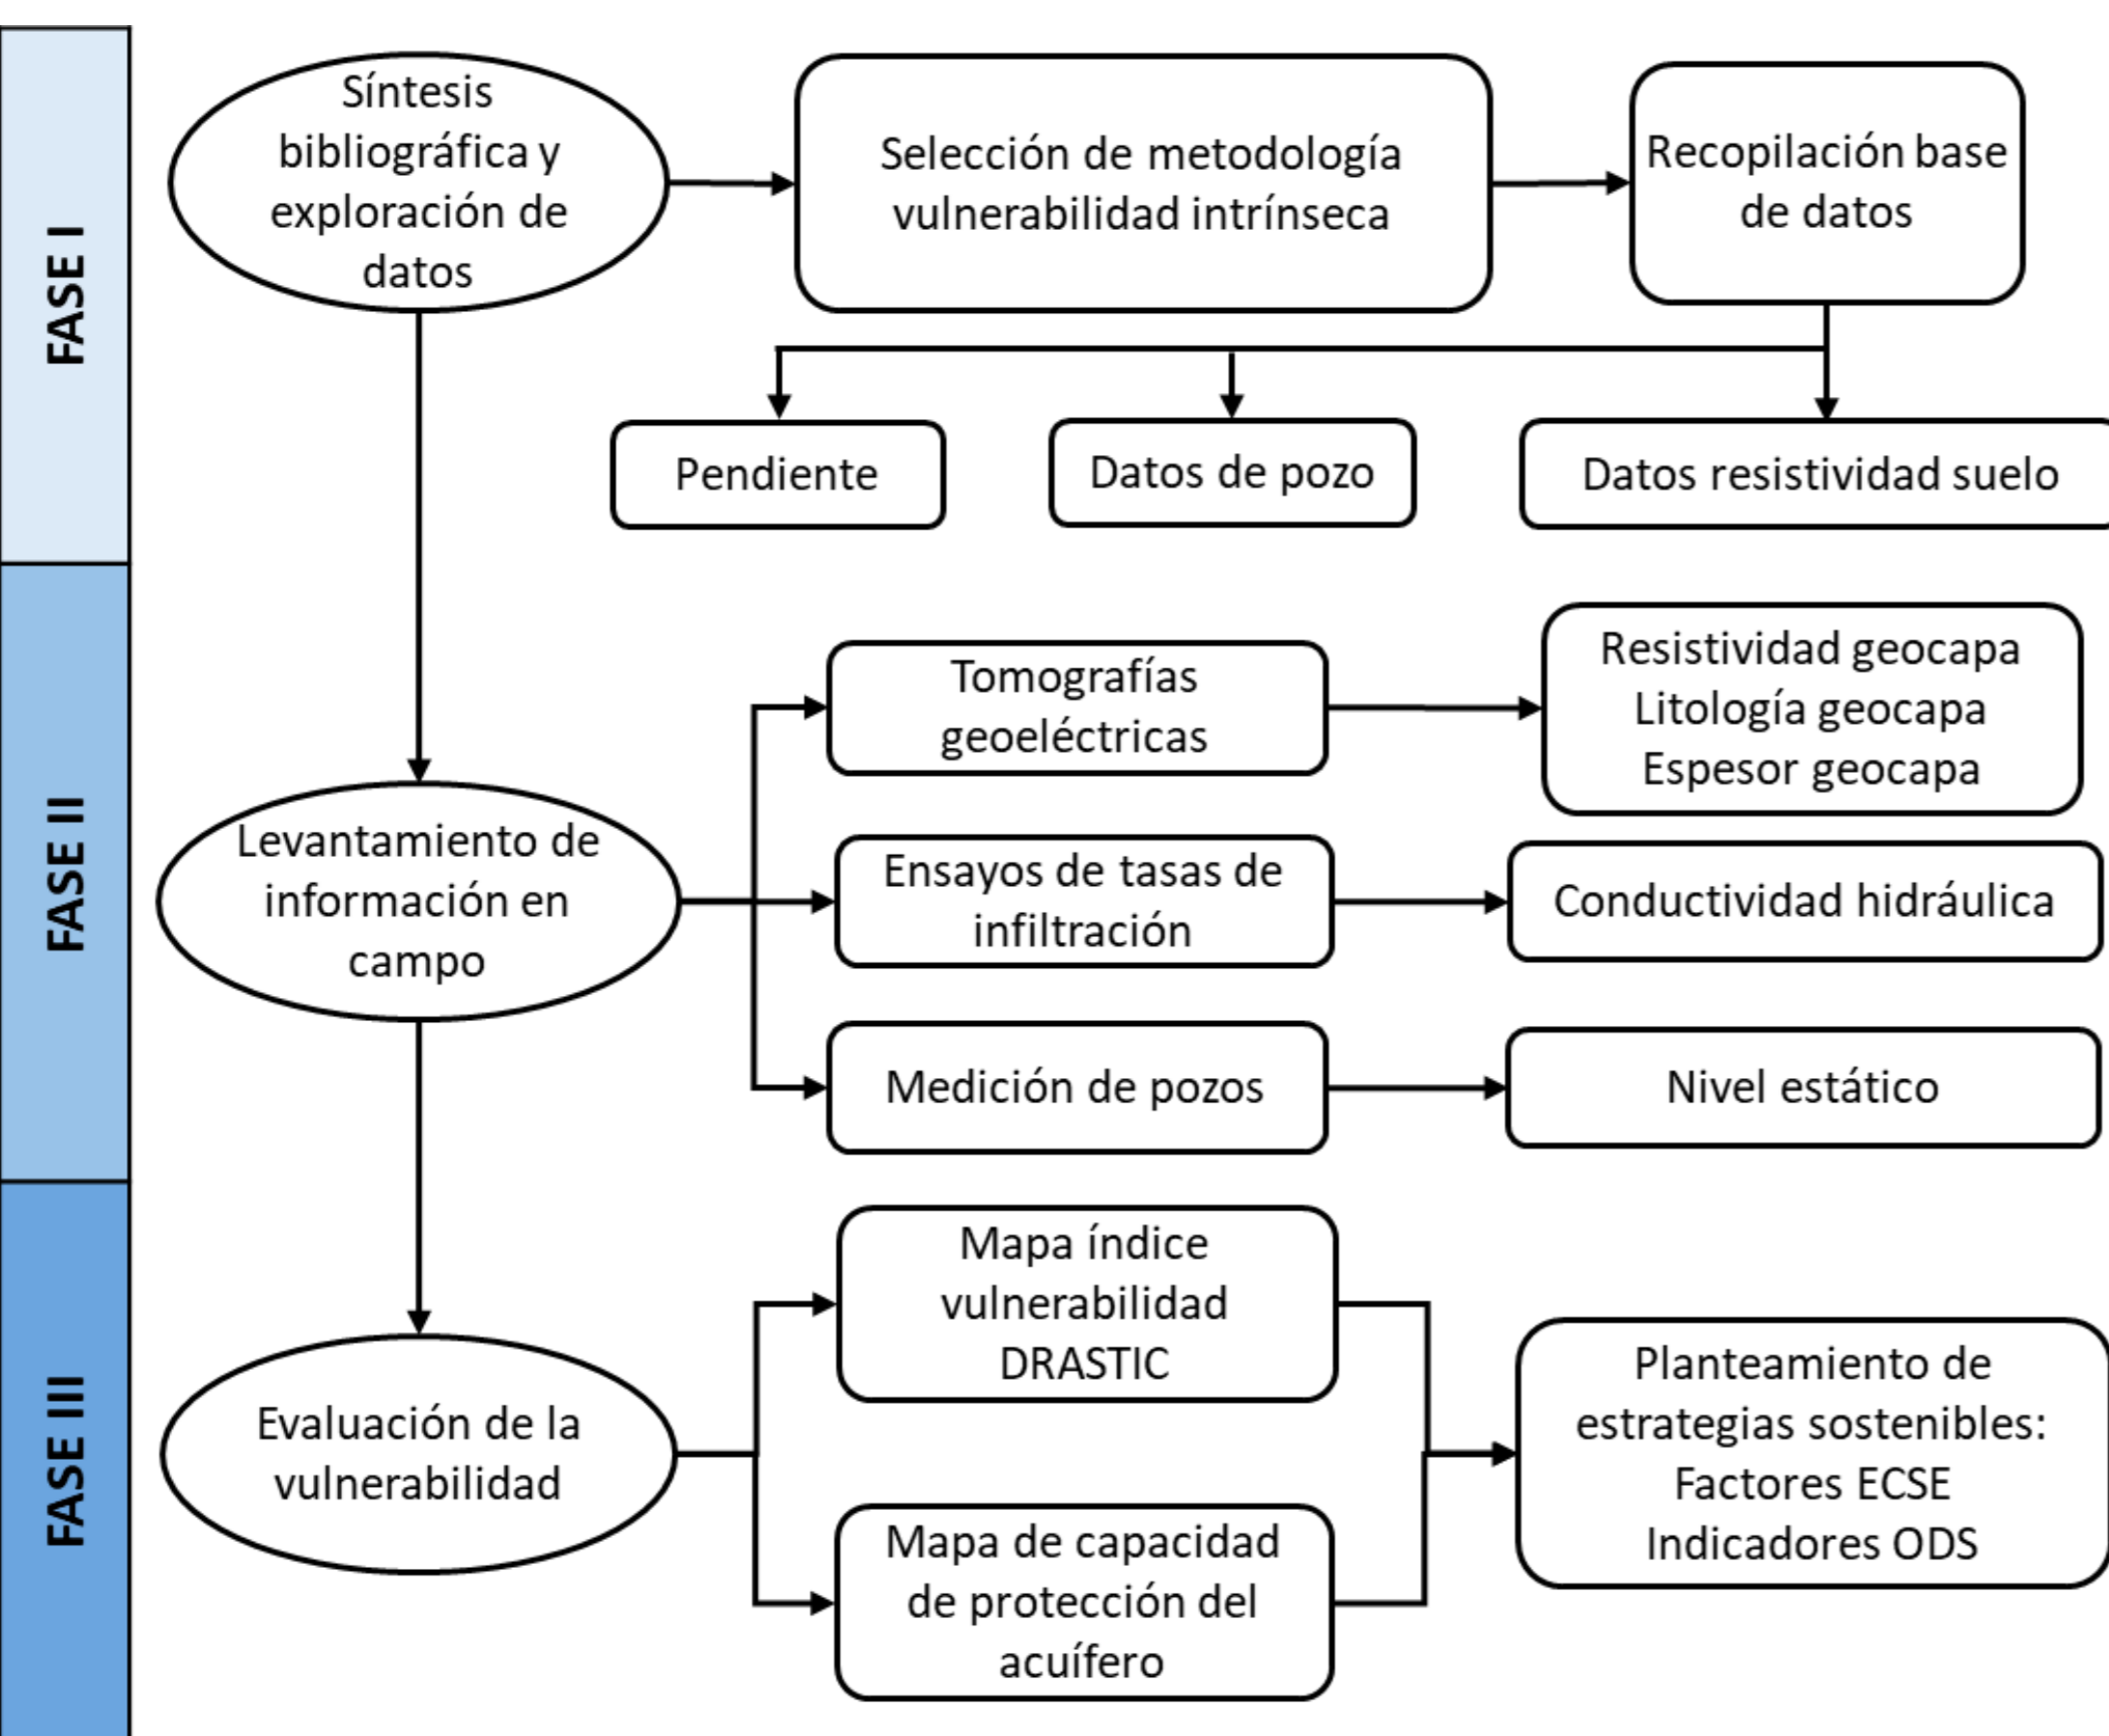 FASE I
Síntesis
bibliográfica y
exploración de
datos
Selección de metodología
vulnerabilidad intrínseca
Recopilación base
de datos
Pendiente
Datos de pozo
Datos resistividad suelo
FASE II
Levantamiento de
información en
campo
Tomografías
geoeléctricas
Resistividad geocapa
Litología geocapa
Espesor geocapa
Ensayos de tasas de
infiltración
Conductividad hidráulica
Medición de pozos
Nivel estático
FASE III
Evaluación de la
vulnerabilidad
Mapa índice
vulnerabilidad
DRASTIC
Mapa de capacidad
de protección del
acuífero
Planteamiento de
estrategias sostenibles:
Factores ECSE
Indicadores ODS